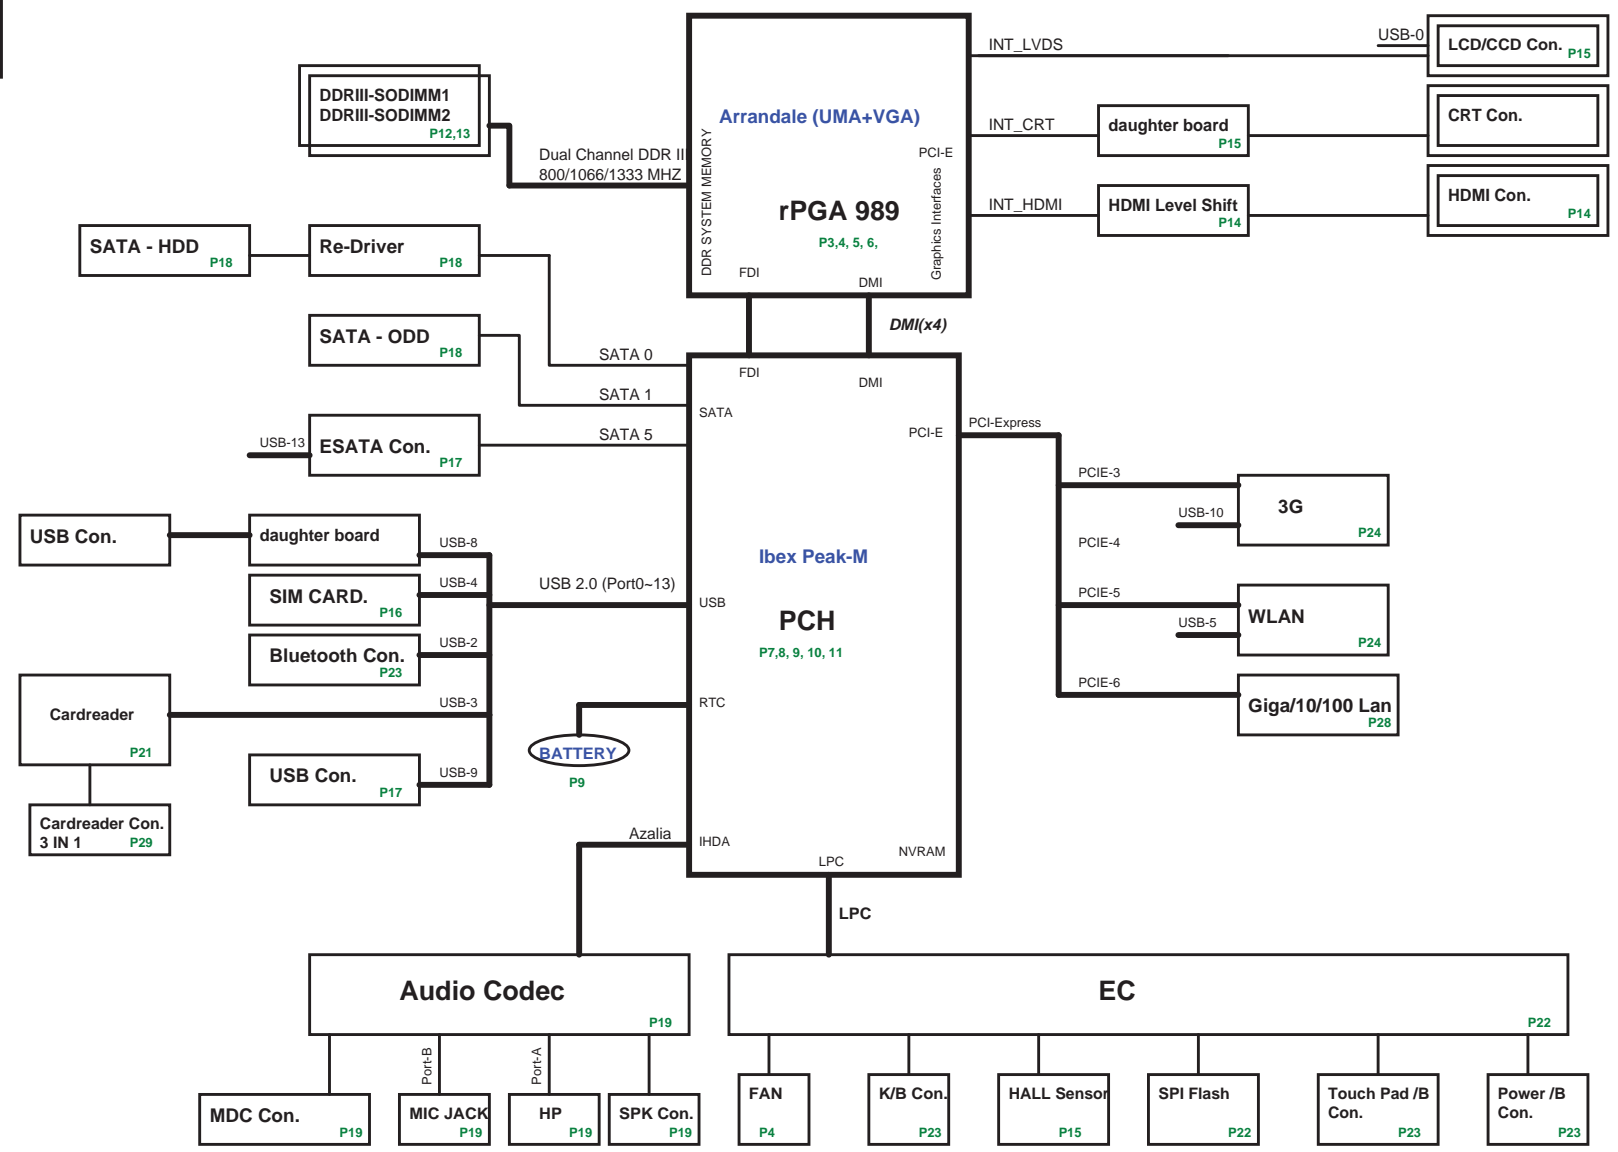 USB-0
LCD/CCD Con.
P15
INT_LVDS
DDRIII-SODIMM1
DDRIII-SODIMM2
P12,13
Arrandale (UMA+VGA)
INT_CRT
daughter board
P15
CRT Con.
Dual Channel DDR II
800/1066/1333 MHZ
DDR SYSTEM MEMORY
PCI-E
Graphics Interfaces
rPGA 989
P3,4, 5, 6,
INT_HDMI
HDMI Level Shift
P14
HDMI Con.
P14
SATA - HDD
P18
Re-Driver
P18
FDI
DMI
DMI(x4)
SATA - ODD
P18
SATA 0
SATA 1
SATA 5
FDI
DMI
SATA
PCI-E
PCI-Express
USB-13
ESATA Con.
P17
PCIE-3
3G
P24
USB-10
PCIE-4
USB Con.
daughter board
USB-8
SIM CARD.
P16
USB-4
USB 2.0 (Port0~13)
USB
Ibex Peak-M
PCH
P7,8, 9, 10, 11
PCIE-5
USB-5
WLAN
P24
Bluetooth Con.
P23
USB-2
Cardreader
P21
USB-3
RTC
BATTERY
P9
PCIE-6
Giga/10/100 Lan
P28
USB Con.
P17
USB-9
Cardreader Con.
3 IN 1
P29
Azalia
IHDA
LPC
NVRAM
LPC
Audio Codec
P19
EC
P22
Port-B
Port-A
MDC Con.
P19
MIC JACK
P19
HP
P19
SPK Con.
P19
FAN
P4
K/B Con.
P23
HALL Sensor
P15
SPI Flash
P22
Touch Pad /B
Con.
P23
Power /B
Con.
P23